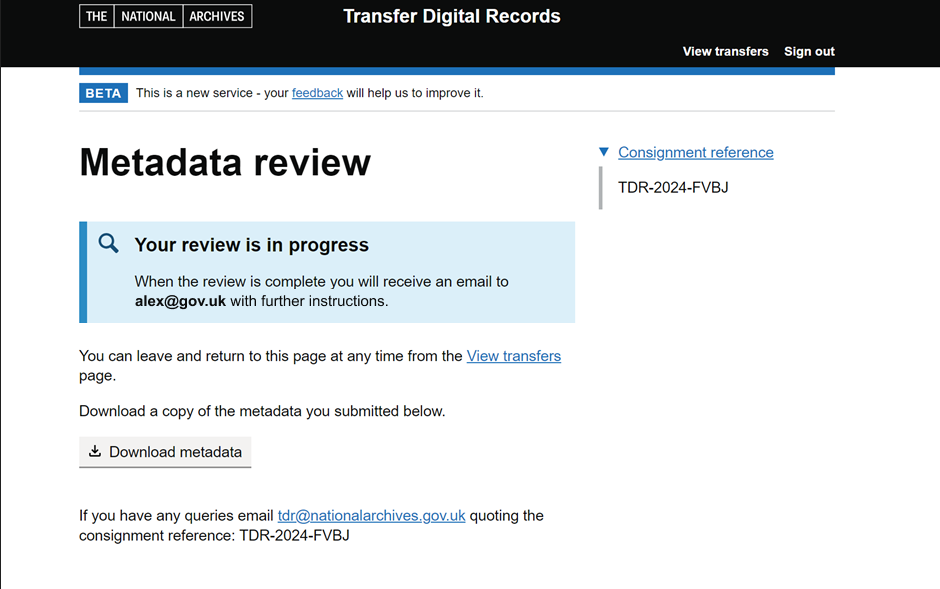 THE NATIONAL ARCHIVES
Transfer Digital Records
View transfers Sign out
BETA This is a new service - your feedback will help us to improve it.
Metadata review
Consignment reference
TDR-2024-FVBJ
Your review is in progress
When the review is complete you will receive an email to
alex@gov.uk with further instructions.
You can leave and return to this page at any time from the View transfers
page.
Download a copy of the metadata you submitted below.
Download metadata
If you have any queries email tdr@nationalarchives.gov.uk quoting the
consignment reference: TDR-2024-FVBJ